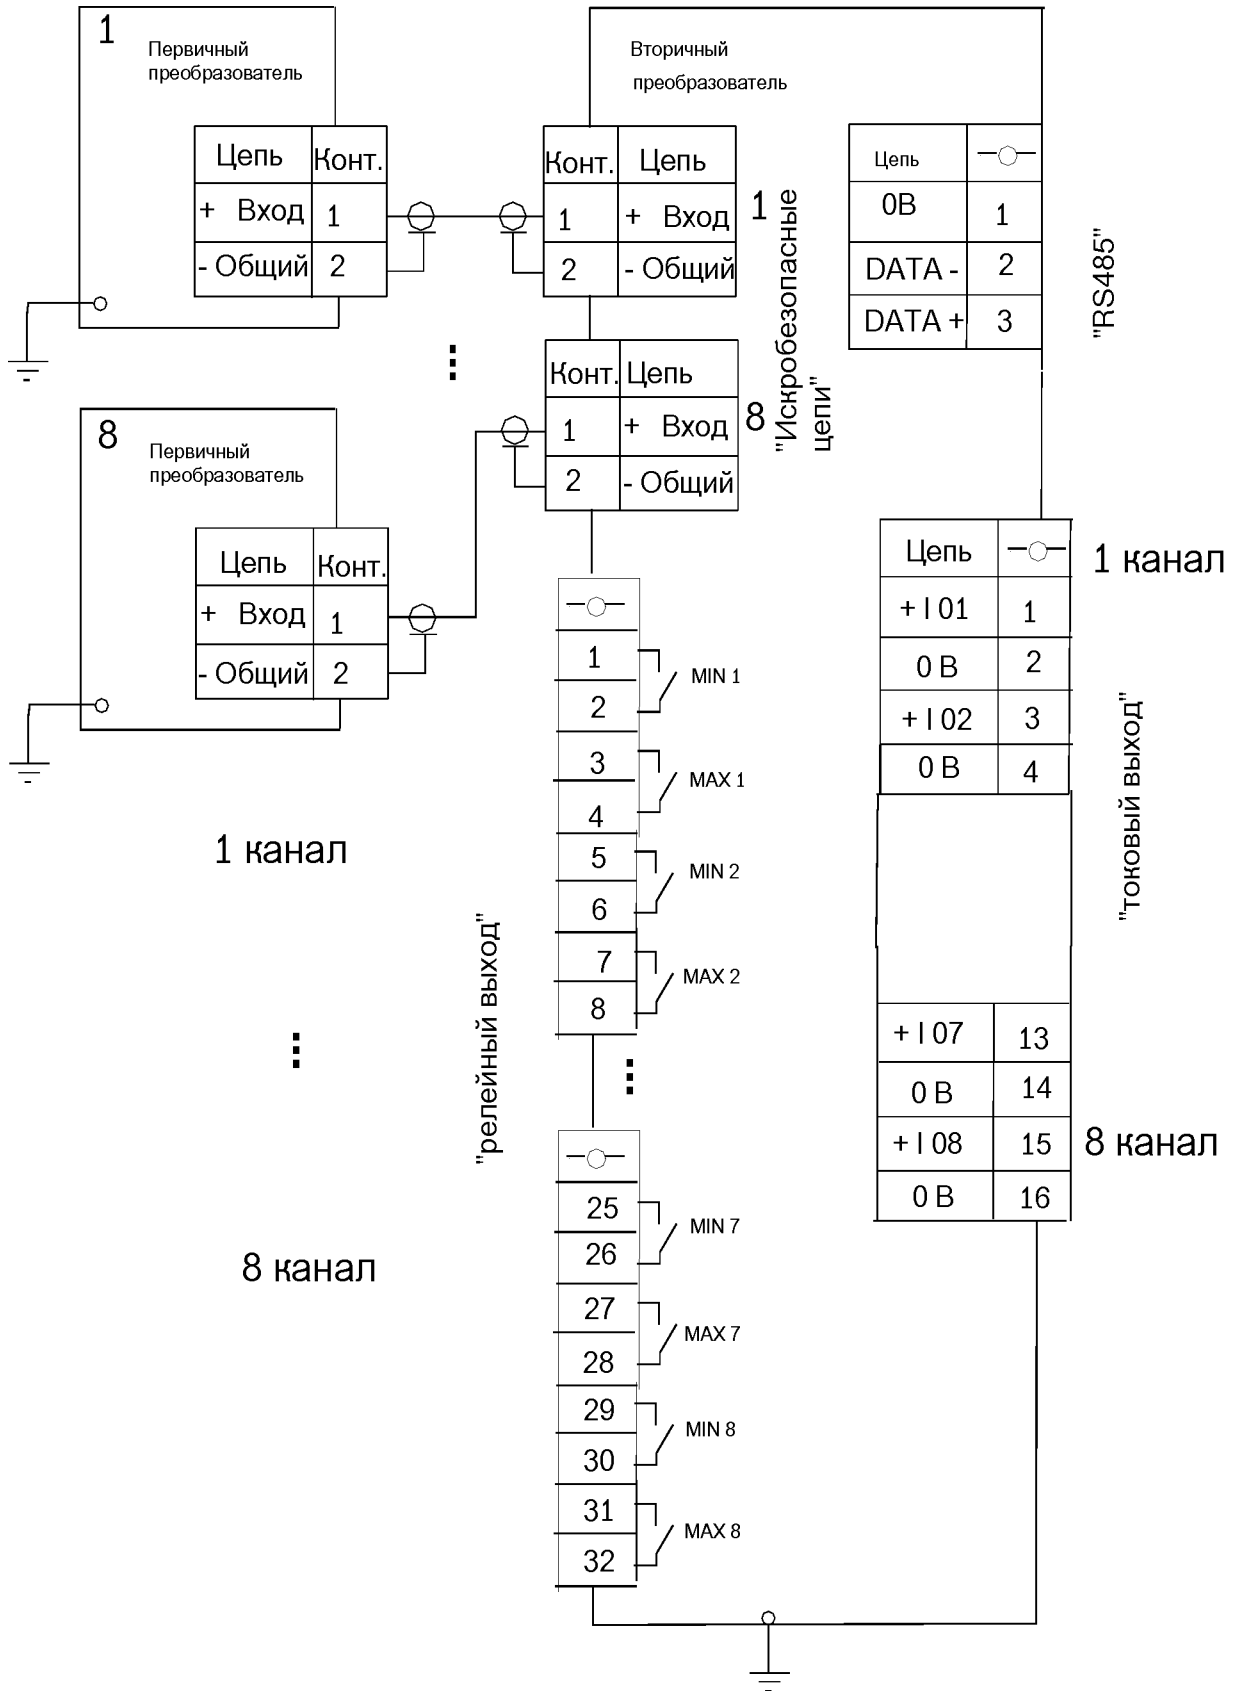 1
Первичный
преобразователь
Цепь Конт.
+ Вход 1
- Общий 2
Вторичный
преобразователь
Конт. Цепь
1 + Вход
2 - Общий
1
"Искробезопасные
цепи"
Цепь
0В 1
DATA - 2
DATA + 3
"RS485"
Конт. Цепь
1 + Вход
2 - Общий
8
8
Первичный
преобразователь
Цепь Конт.
+ Вход 1
- Общий 2
1 канал
8 канал
"релейный выход"
1
2
MIN 1
3
4
MAX 1
5
6
MIN 2
7
8
MAX 2
25
26
MIN 7
27
28
MAX 7
29
30
MIN 8
31
32
MAX 8
Цепь
1 канал
+ I 01 1
0 В 2
+ I 02 3
0 В 4
"токовый выход"
+ I 07 13
0 В 14
+ I 08 15
8 канал
0 В 16